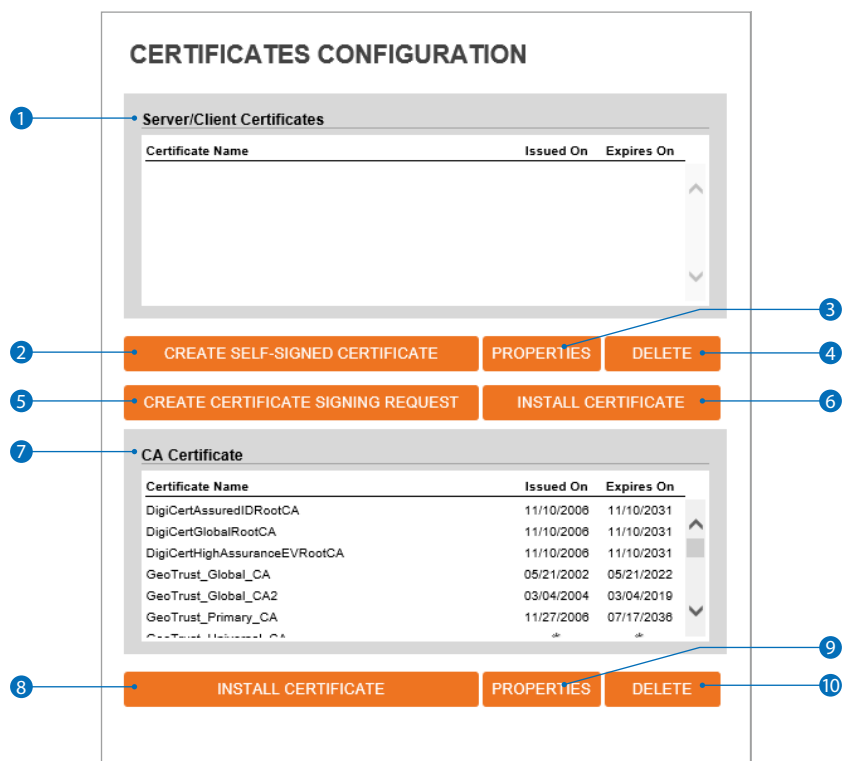 CERTIFICATES CONFIGURATION
1
Server/Client Certificates
Certificate Name Issued On Expires On
3
2 CREATE SELF-SIGNED CERTIFICATE PROPERTIES DELETE 4
5 CREATE CERTIFICATE SIGNING REQUEST INSTALL CERTIFICATE 6
7
CA Certificate
Certificate Name Issued On Expires On
DigiCertAssuredIDRootCA 11/10/2006 11/10/2031
DigiCertGlobalRootCA 11/10/2006 11/10/2031
DigiCertHighAssuranceEVRootCA 11/10/2006 11/10/2031
GeoTrust_Global_CA 05/21/2002 05/21/2022
GeoTrust_Global_CA2 03/04/2004 03/04/2019
GeoTrust_Primary_CA 11/27/2006 07/17/2036
GeoTrust_Universal_CA
9
8 INSTALL CERTIFICATE PROPERTIES DELETE 10